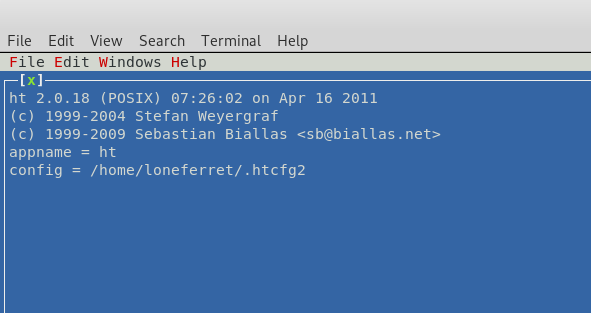 File Edit View Search Terminal Help
File Edit Windows Help
[x]
ht 2.0.18 (POSIX) 07:26:02 on Apr 16 2011
(c) 1999-2004 Stefan Weyergraf
(c) 1999-2009 Sebastian Biallas <sb@biallas.net>
appname = ht
config = /home/loneferret/.htcfg2